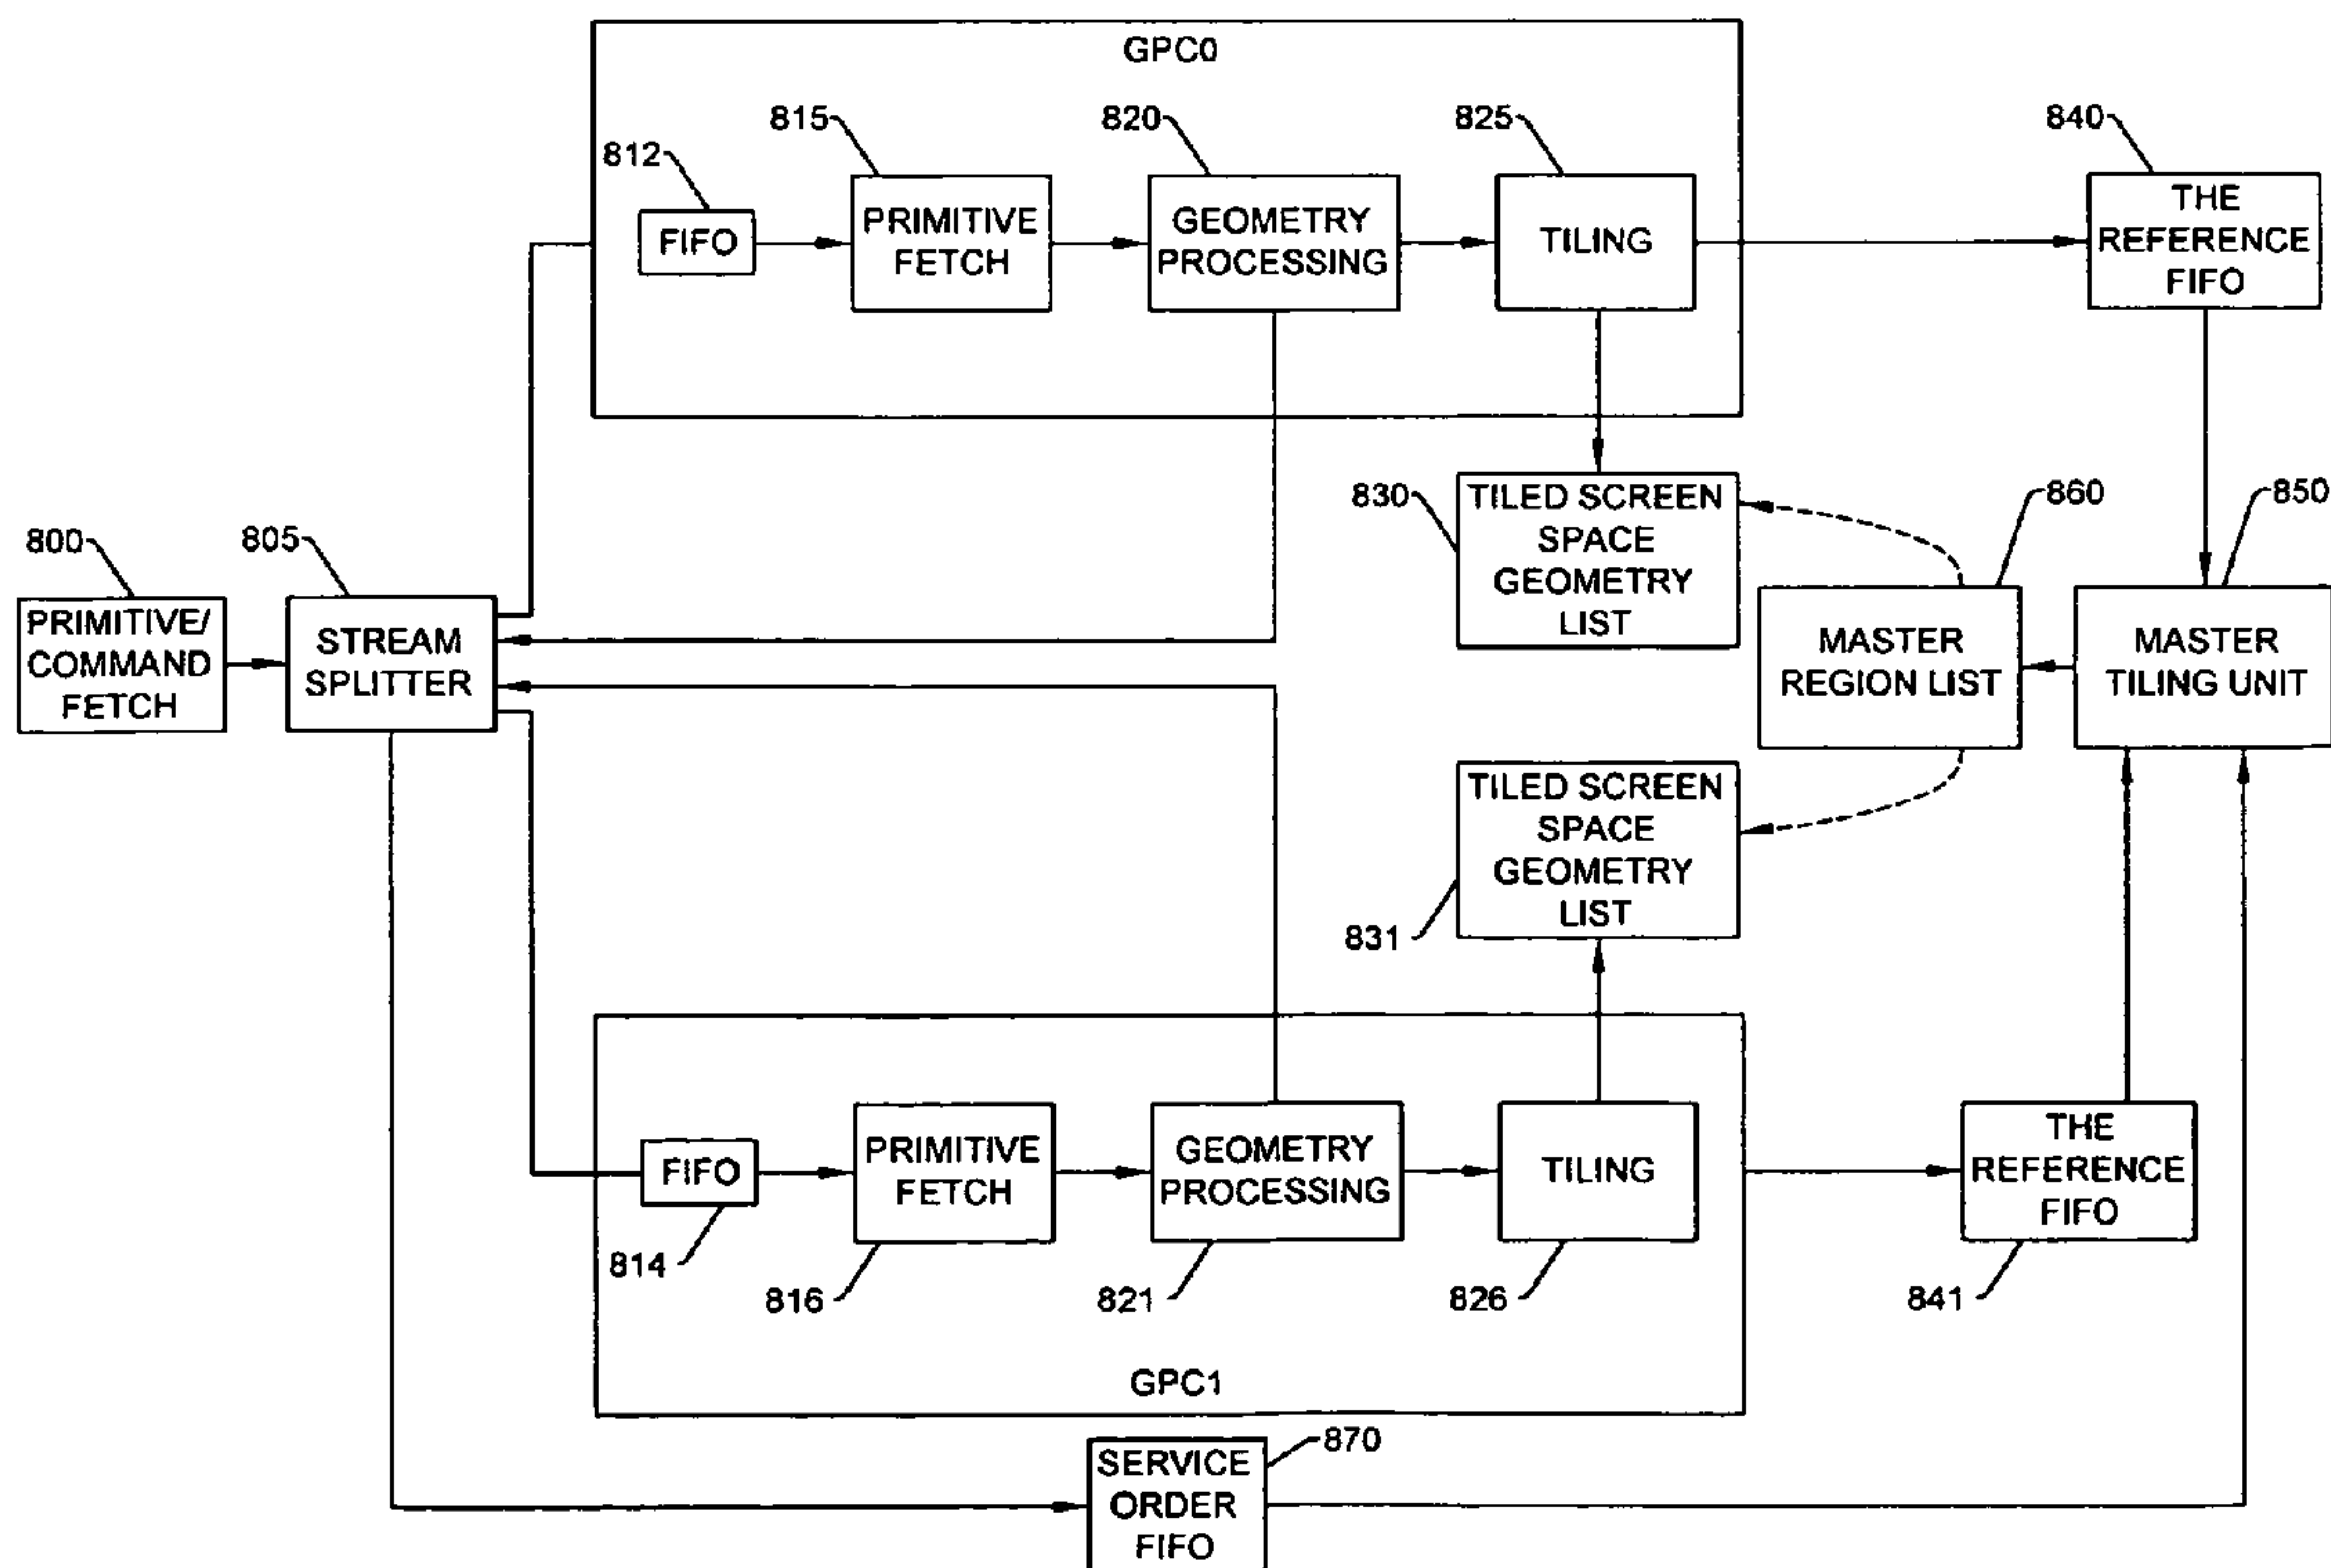 GPC0
812
815
820
825
840
FIFO
PRIMITIVE
FETCH
GEOMETRY
PROCESSING
TILING
THE
REFERENCE
FIFO
800
805
830
860
850
PRIMITIVE/
COMMAND
FETCH
STREAM
SPLITTER
TILED SCREEN
SPACE
GEOMETRY
LIST
MASTER
REGION LIST
MASTER
TILING UNIT
TILED SCREEN
SPACE
GEOMETRY
LIST
831
FIFO
PRIMITIVE
FETCH
GEOMETRY
PROCESSING
TILING
THE
REFERENCE
FIFO
814
816
821
826
841
GPC1
870
SERVICE
ORDER
FIFO